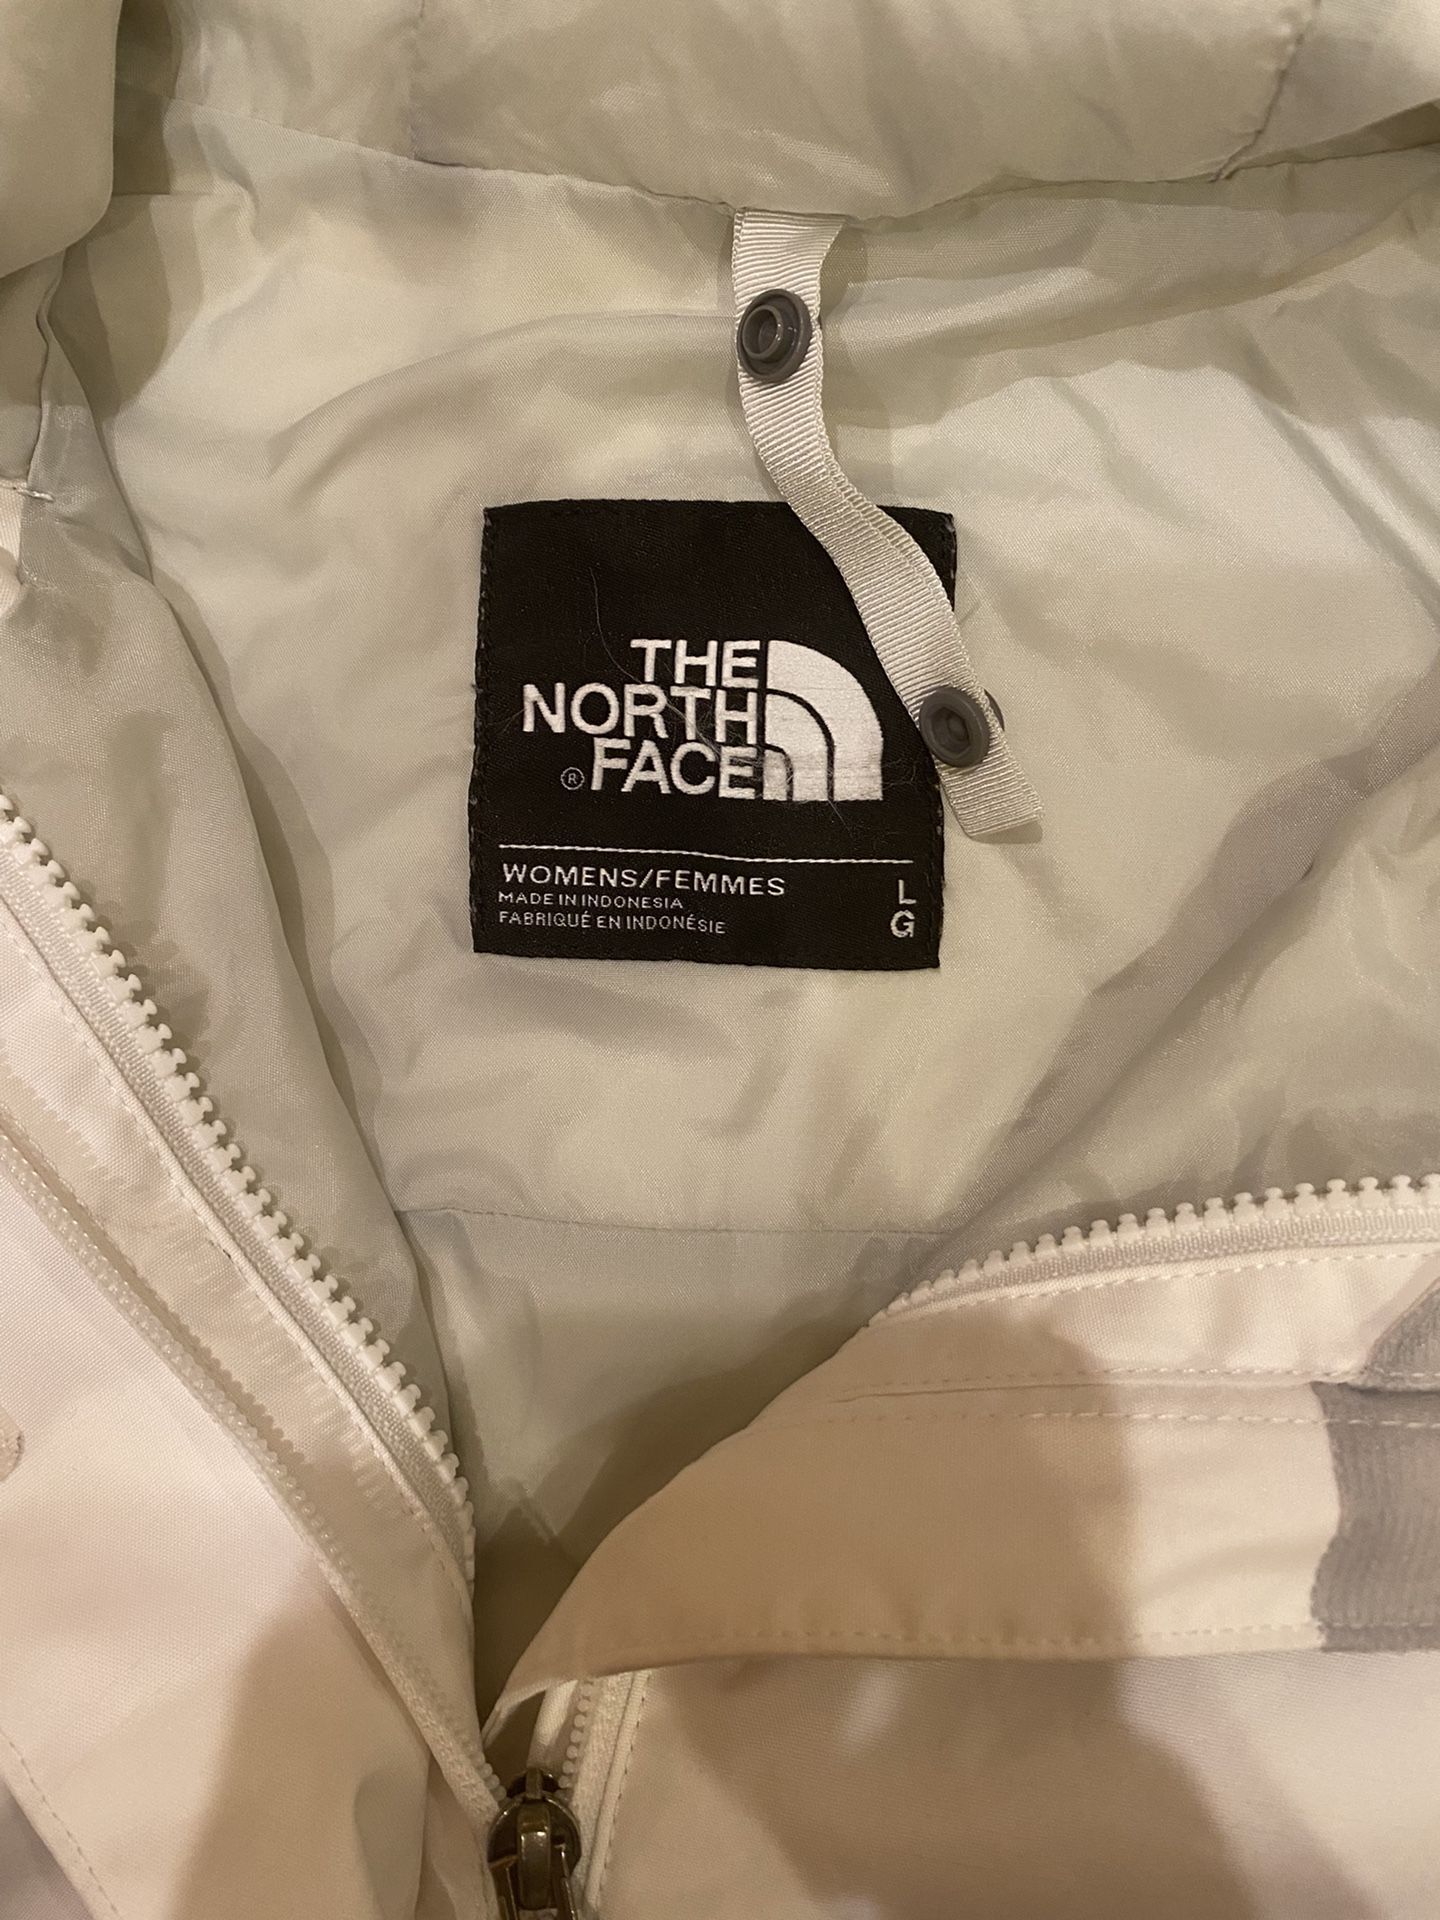 THE
NORTH
® FACE
WOMENS/FEMMES L
MADE IN INDONESIA
FABRIQUÉ EN INDONÉSIE G